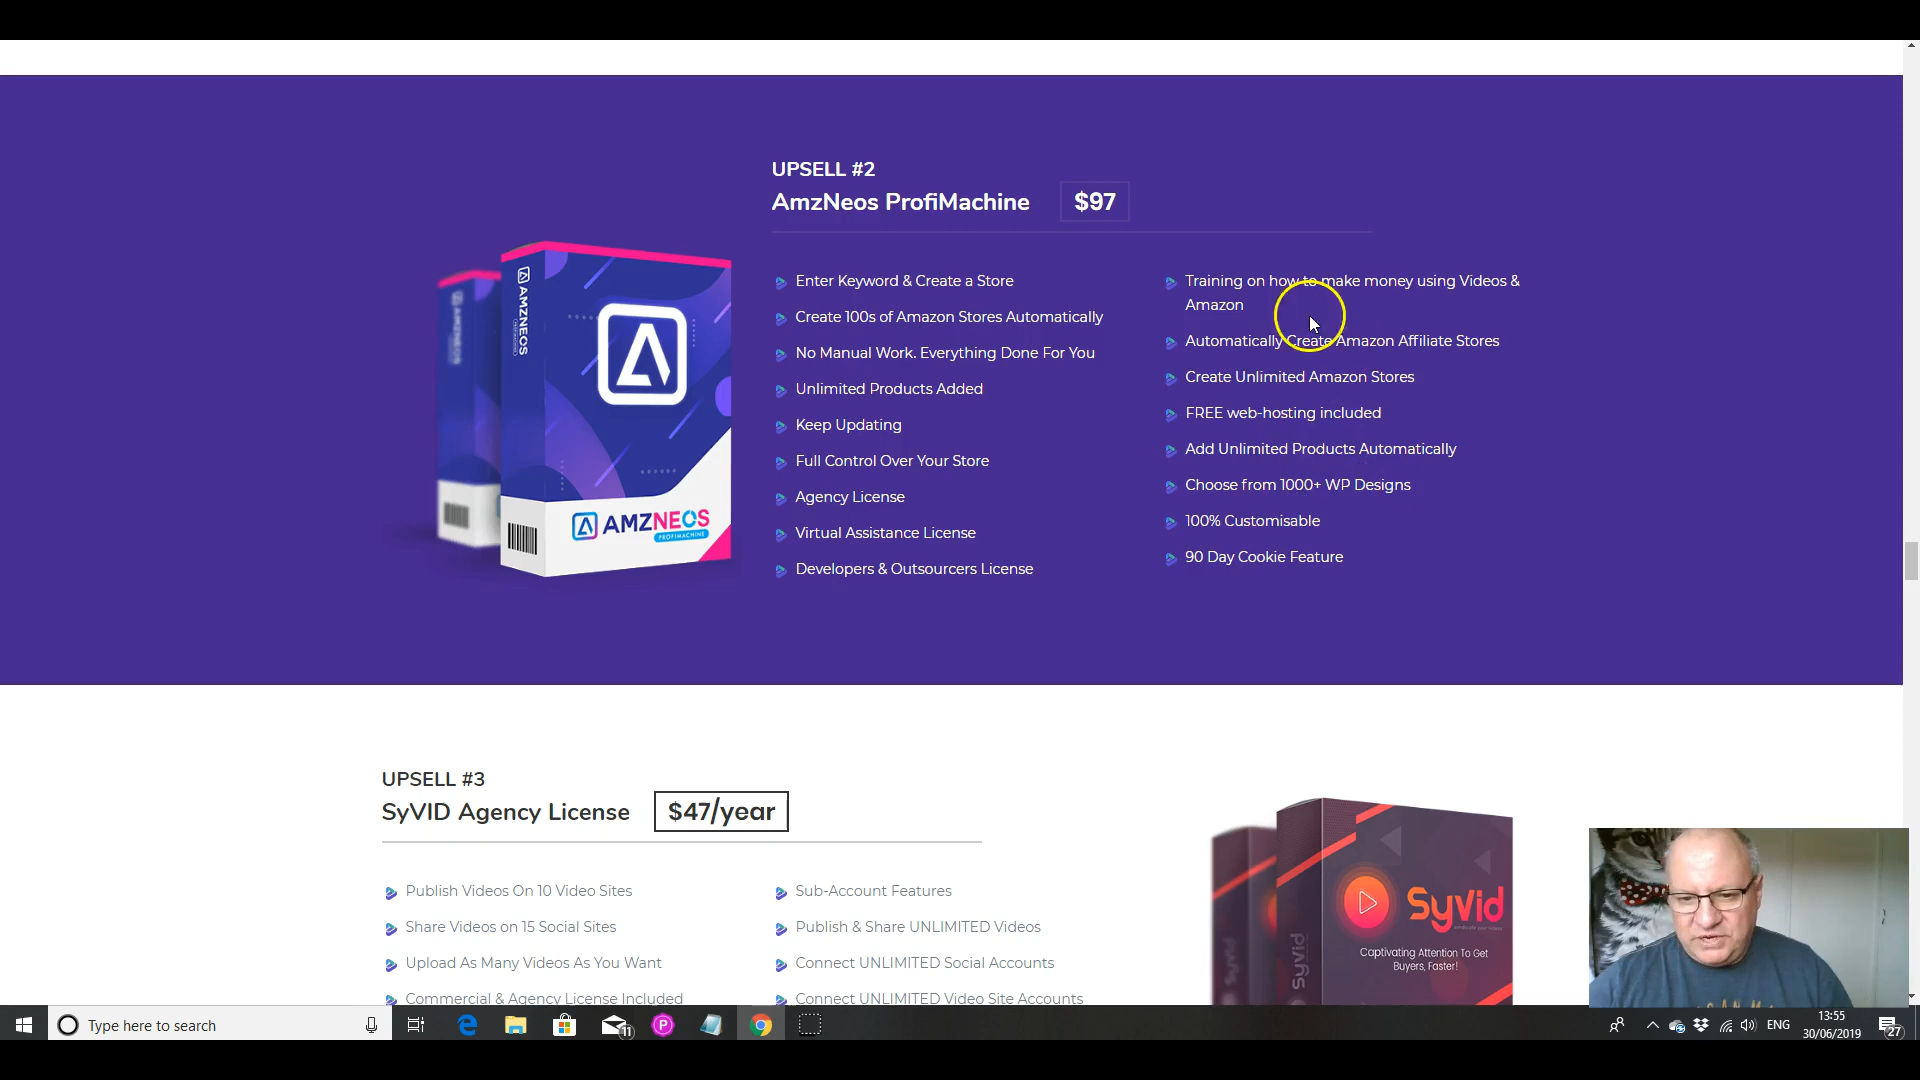 UPSELL #2
AmzNeos ProfiMachine
$97
Enter Keyword & Create a Store
Create 100s of Amazon Stores Automatically
No Manual Work. Everything Done For You
Unlimited Products Added
Keep Updating
Full Control Over Your Store
Agency License
Virtual Assistance License
Developers & Outsourcers License
Training on how to make money using Videos &
Amazon
Automatically Create Amazon Affiliate Stores
Create Unlimited Amazon Stores
FREE web-hosting included
Add Unlimited Products Automatically
Choose from 1000+ WP Designs
100% Customisable
90 Day Cookie Feature
AMZNEOS
AMZNEOS
PROFIMACHINE
UPSELL #3
SyVID Agency License
$47/year
Publish Videos On 10 Video Sites
Share Videos on 15 Social Sites
Upload As Many Videos As You Want
Commercial & Agency License Included
Sub-Account Features
Publish & Share UNLIMITED Videos
Connect UNLIMITED Social Accounts
Connect UNLIMITED Video Site Accounts
SyVid
SyVid
Captivating Attention To Get
Buyers, Faster!
Type here to search
11
P
ENG
13:55
30/06/2019
27